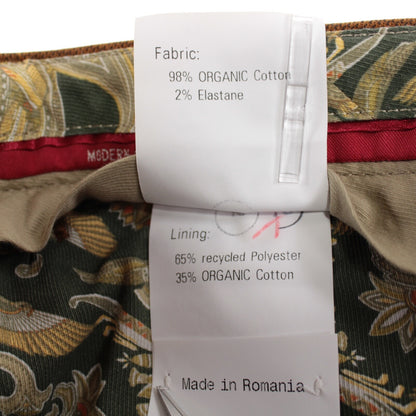 Fabric:
98% ORGANIC Cotton
2% Elastane
MODERN
Lining:
65% recycled Polyester
35% ORGANIC Cotton
Made in Romania